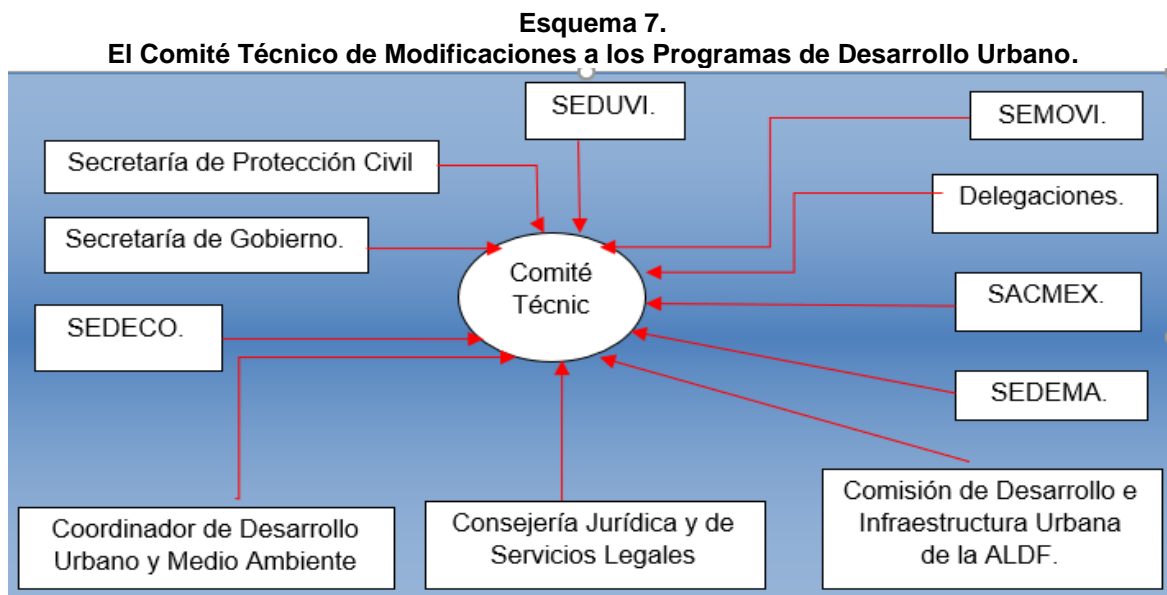 Esquema 7.
El Comité Técnico de Modificaciones a los Programas de Desarrollo Urbano.
SEDUVI.
SEMOVI.
Secretaría de Protección Civil
Delegaciones.
Secretaría de Gobierno.
Comité
Técnic
SACMEX.
SEDECO.
SEDEMA.
Coordinador de Desarrollo
Urbano y Medio Ambiente
Consejería Jurídica y de
Servicios Legales
Comisión de Desarrollo e
Infraestructura Urbana
de la ALDF.